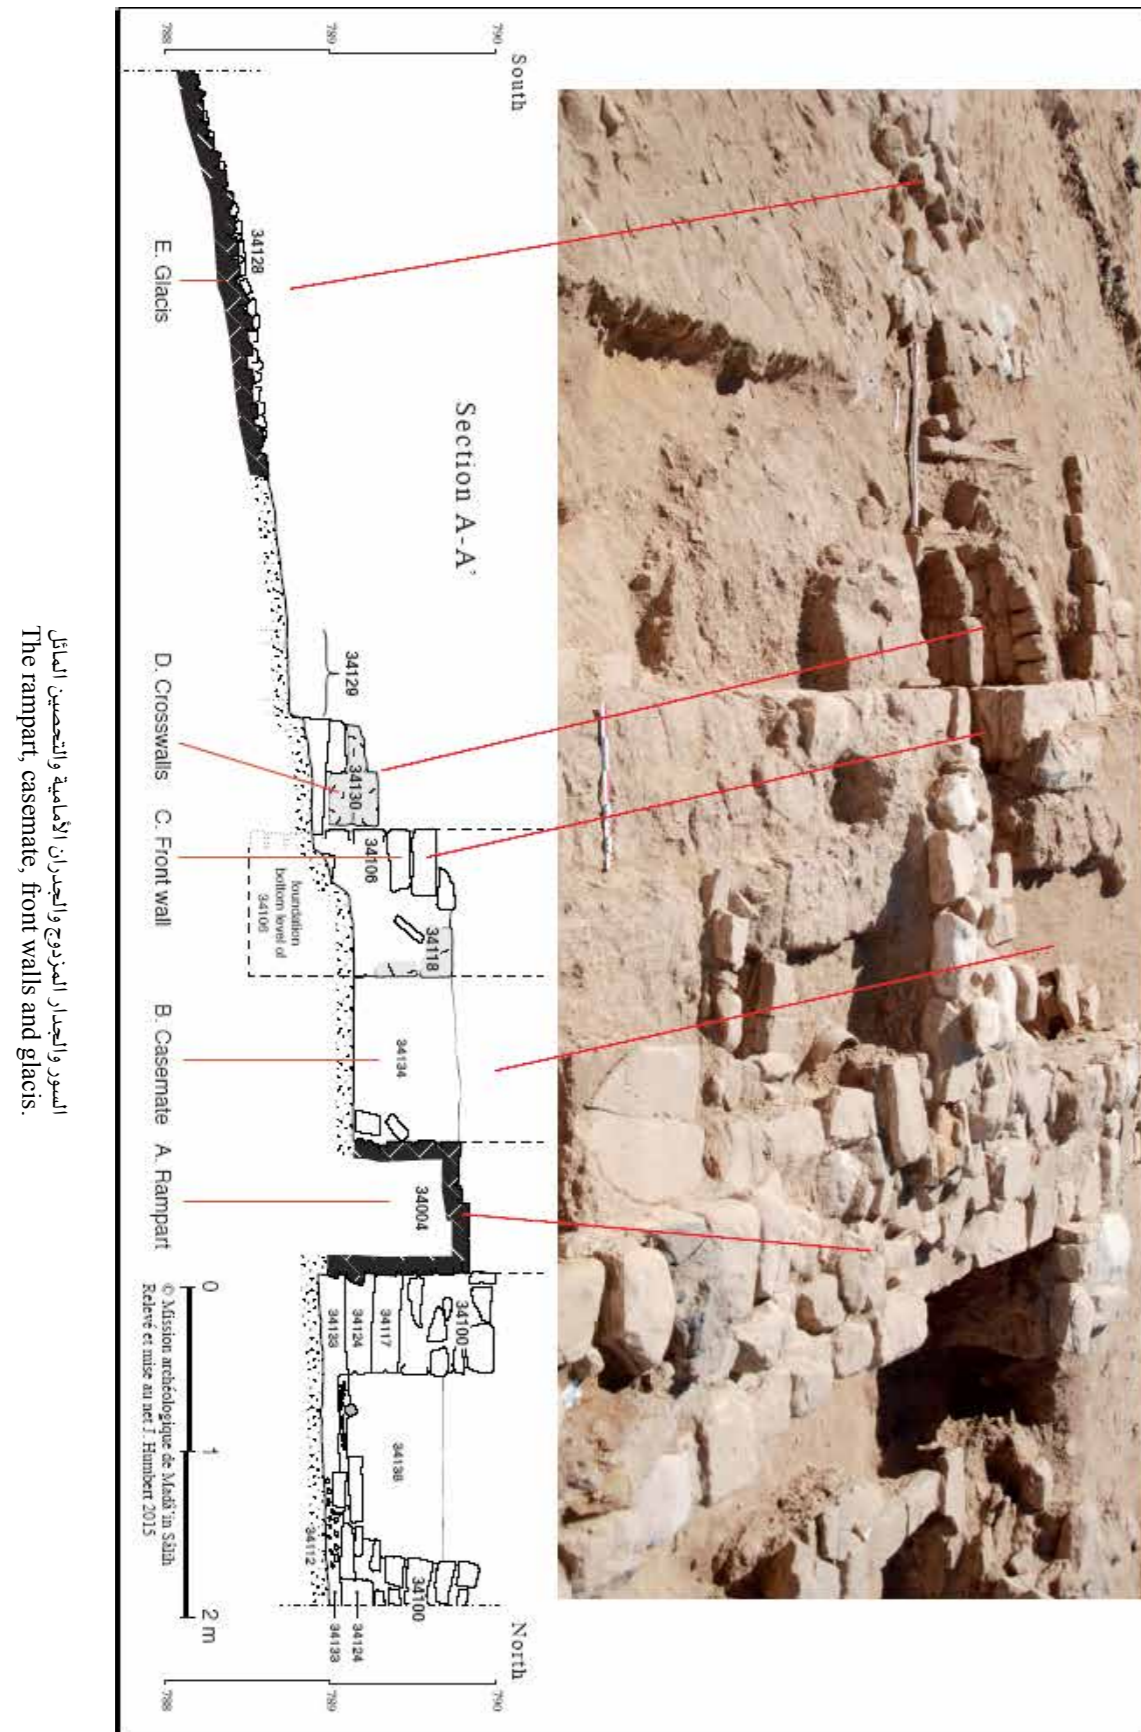 South
North
790
789
788
790
789
788
Section A-A'
34128
34129
34130
34106
34118
34134
34004
34100
34117
34124
34133
34138
34100
34112
34124
34133
foundation
bottom level of
34106
E. Glacis
D. Crosswalls
C. Front wall
B. Casemate
A. Rampart
0
1
2 m
© Mission archéologique de Madâ'in Sâlih
Relevé et mise au net J. Humbert 2015
السور والجدار المزدوج والجدران الأمامية والتحصين المائل
The rampart, casemate, front walls and glacis.